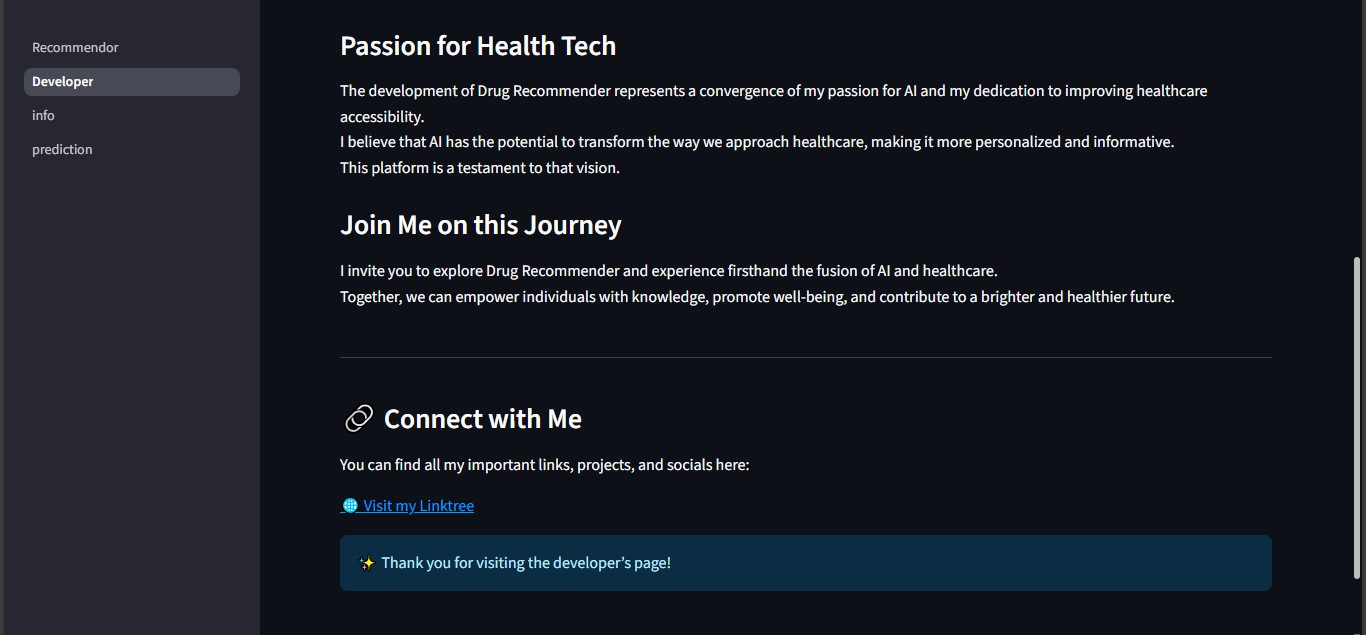 Recommendor
Developer
info
prediction
Passion for Health Tech
The development of Drug Recommender represents a convergence of my passion for AI and my dedication to improving healthcare
accessibility.
I believe that AI has the potential to transform the way we approach healthcare, making it more personalized and informative.
This platform is a testament to that vision.
Join Me on this Journey
I invite you to explore Drug Recommender and experience firsthand the fusion of AI and healthcare.
Together, we can empower individuals with knowledge, promote well-being, and contribute to a brighter and healthier future.
🔗 Connect with Me
You can find all my important links, projects, and socials here:
🌐 Visit my Linktree
✨ Thank you for visiting the developer's page!